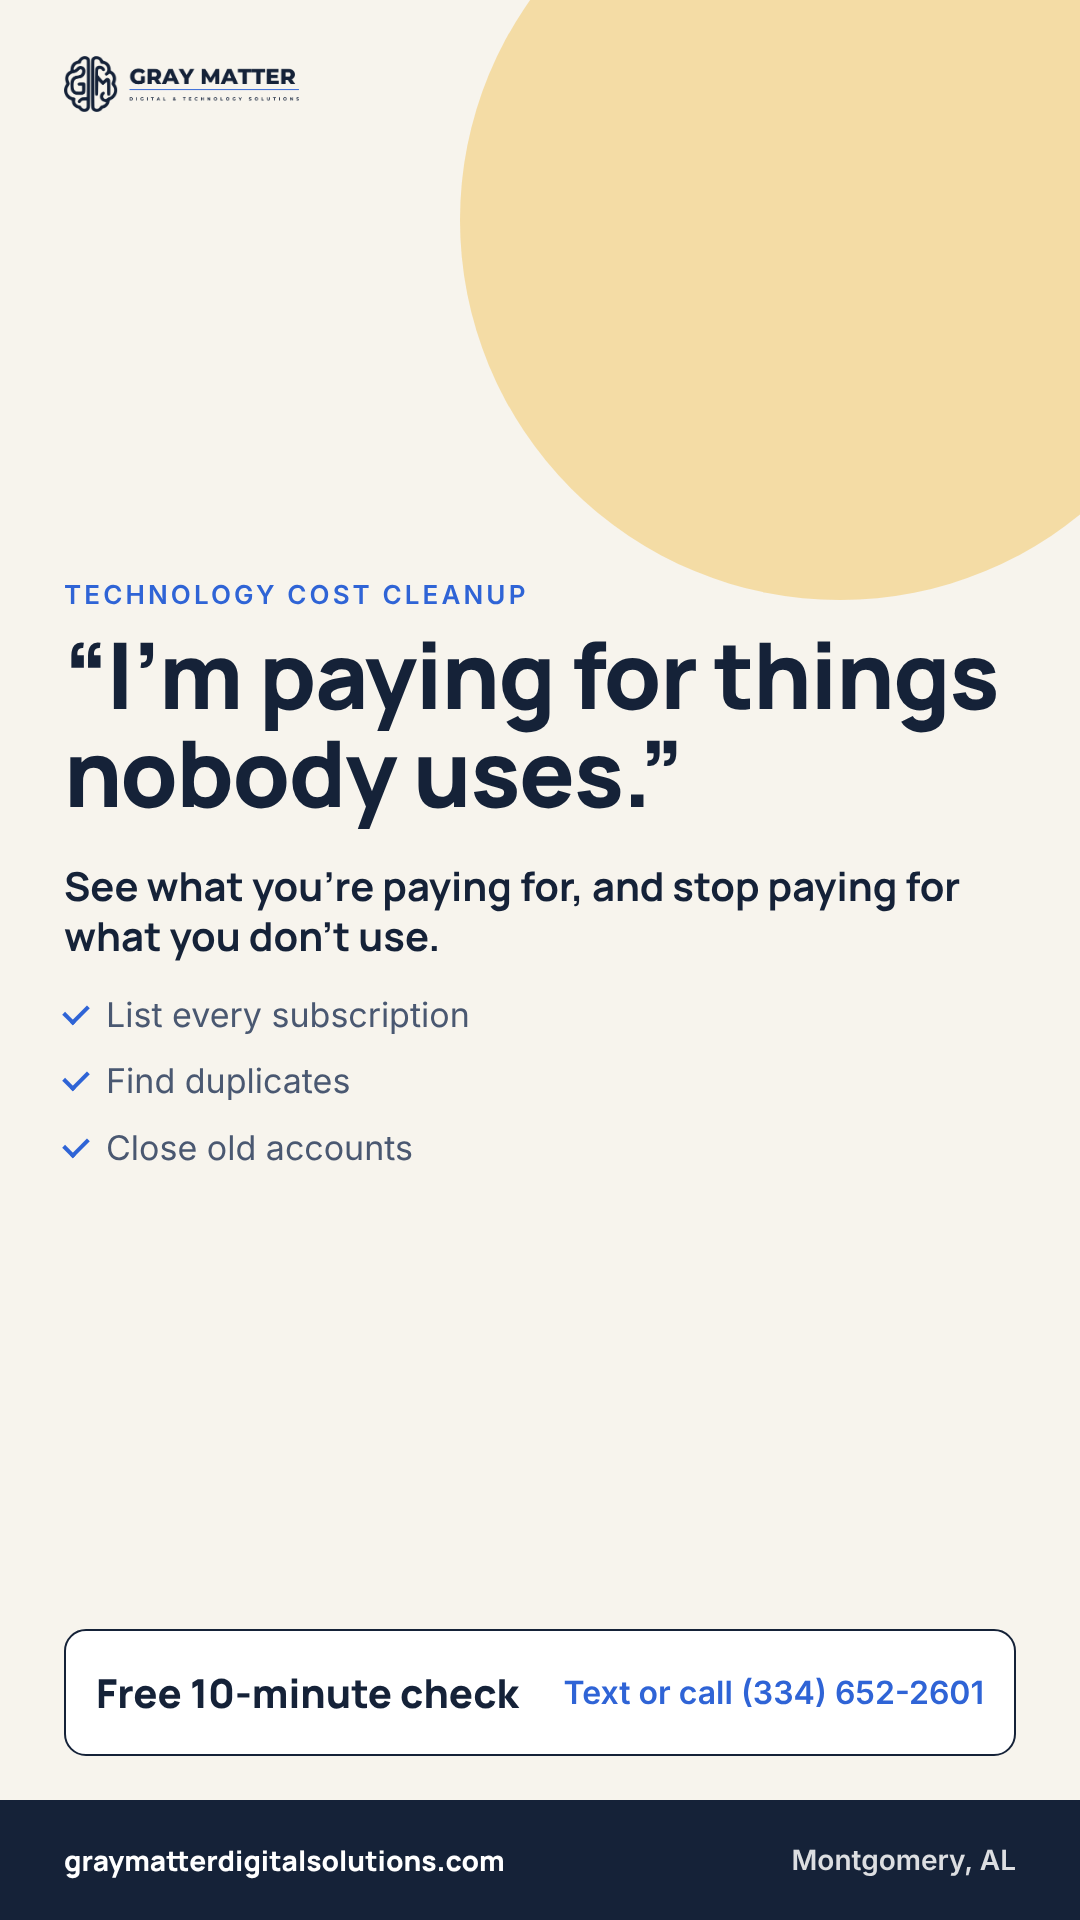 GM
GRAY MATTER
DIGITAL & TECHNOLOGY SOLUTIONS
TECHNOLOGY COST CLEANUP
“I’m paying for things
nobody uses.”
See what you’re paying for, and stop paying for
what you don’t use.
List every subscription
Find duplicates
Close old accounts
Free 10-minute check
Text or call (334) 652-2601
graymatterdigitalsolutions.com
Montgomery, AL